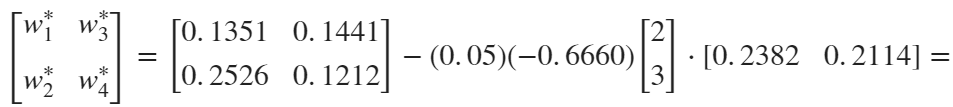 [w₁* w₃*; w₂* w₄*] = [0.1351 0.1441; 0.2526 0.1212] − (0.05)(−0.6660)[2; 3] · [0.2382 0.2114] =